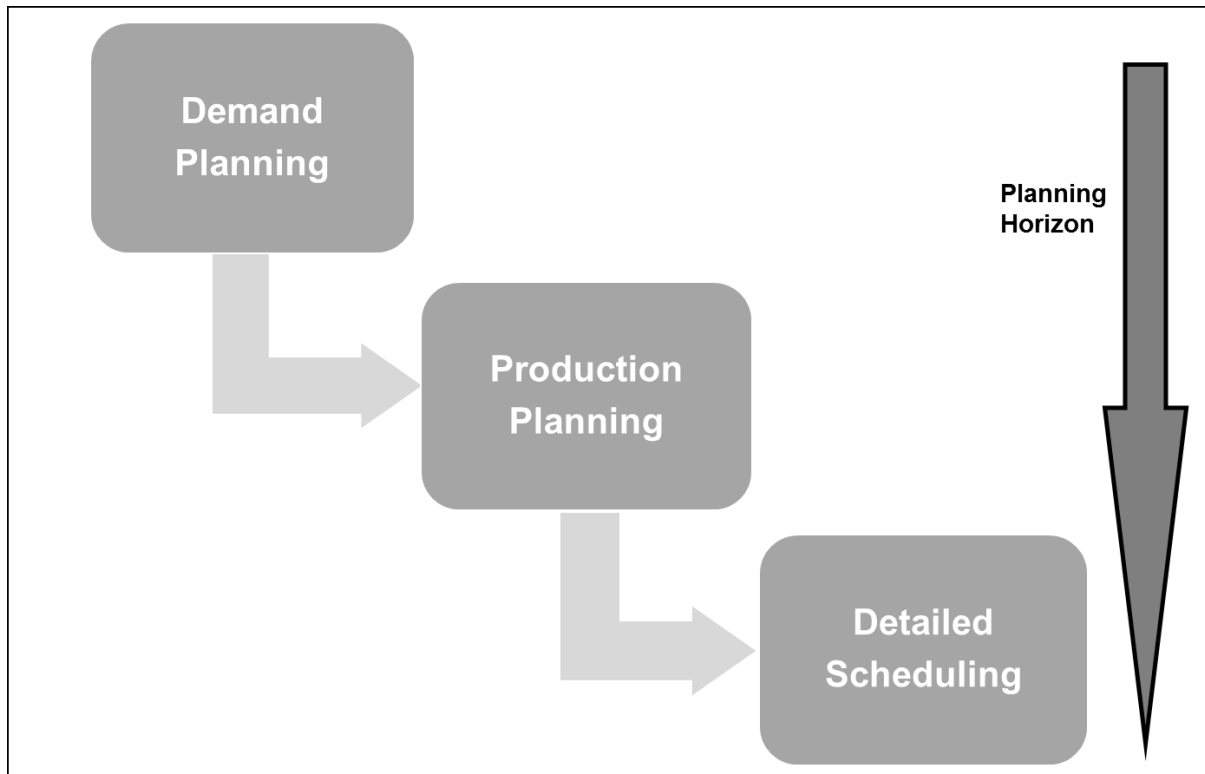 Demand
Planning
Planning
Horizon
Production
Planning
Detailed
Scheduling